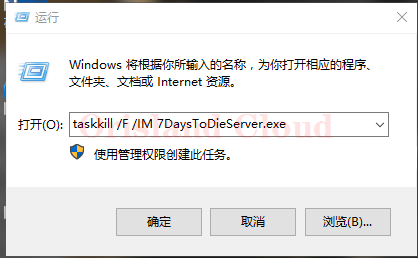 运行
Windows 将根据你所输入的名称，为你打开相应的程序、
文件夹、文档或 Internet 资源。
打开(O): taskkill /F /IM 7DaysToDieServer.exe
Orisland Cloud
使用管理权限创建此任务。
确定 取消 浏览(B)...